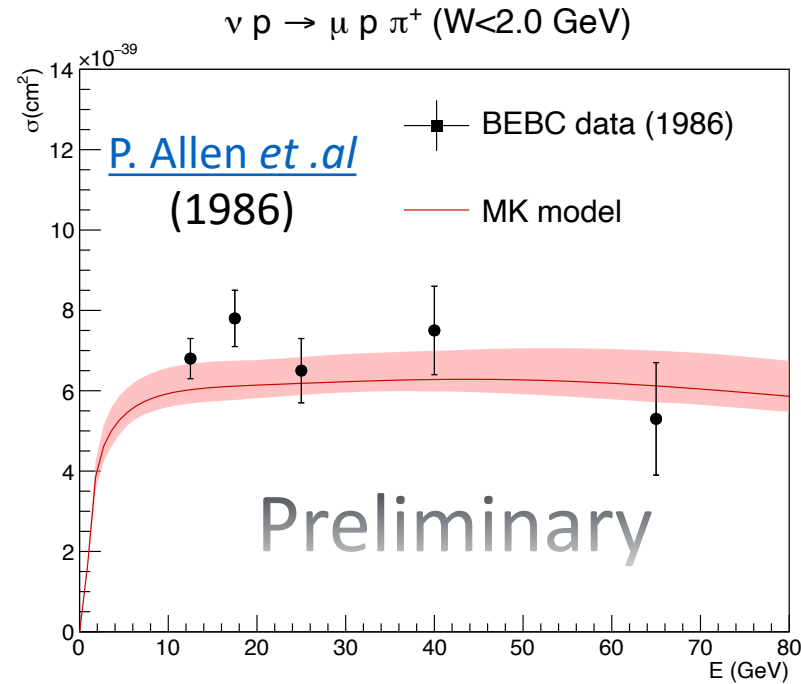 ν p → μ p π⁺ (W<2.0 GeV)
×10⁻³⁹
σ(cm²)
14
12
10
8
6
4
2
0
P. Allen et .al
(1986)
BEBC data (1986)
MK model
Preliminary
0 10 20 30 40 50 60 70 80
E (GeV)